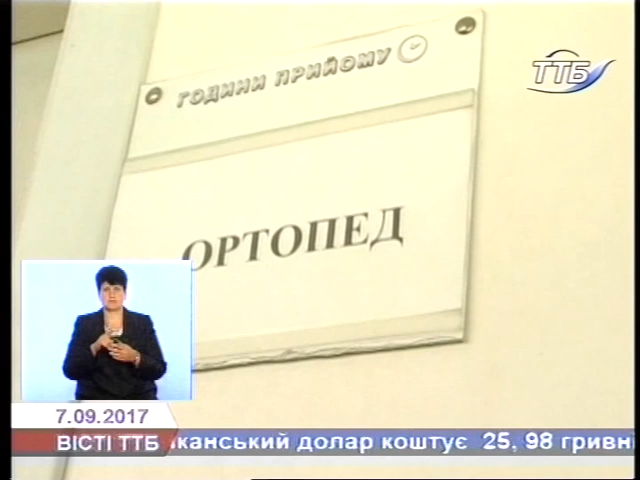 ГОДИНИ ПРИЙОМУ
ТТБ
ОРТОПЕД
7.09.2017
ВІСТІ ТТБ
канський долар коштує 25, 98 гривн